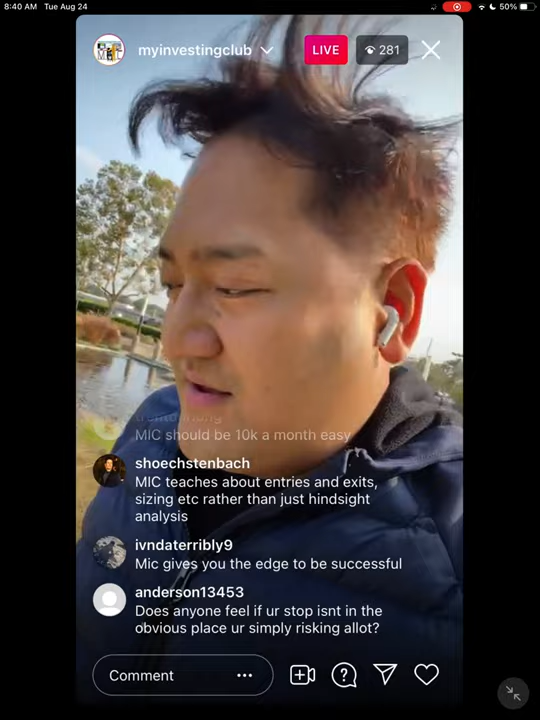 8:40 AM Tue Aug 24
50%
myinvestingclub
LIVE
281
MIC should be 10k a month easy
shoechstenbach
MIC teaches about entries and exits,
sizing etc rather than just hindsight
analysis
ivndaterribly9
Mic gives you the edge to be successful
anderson13453
Does anyone feel if ur stop isnt in the
obvious place ur simply risking allot?
Comment